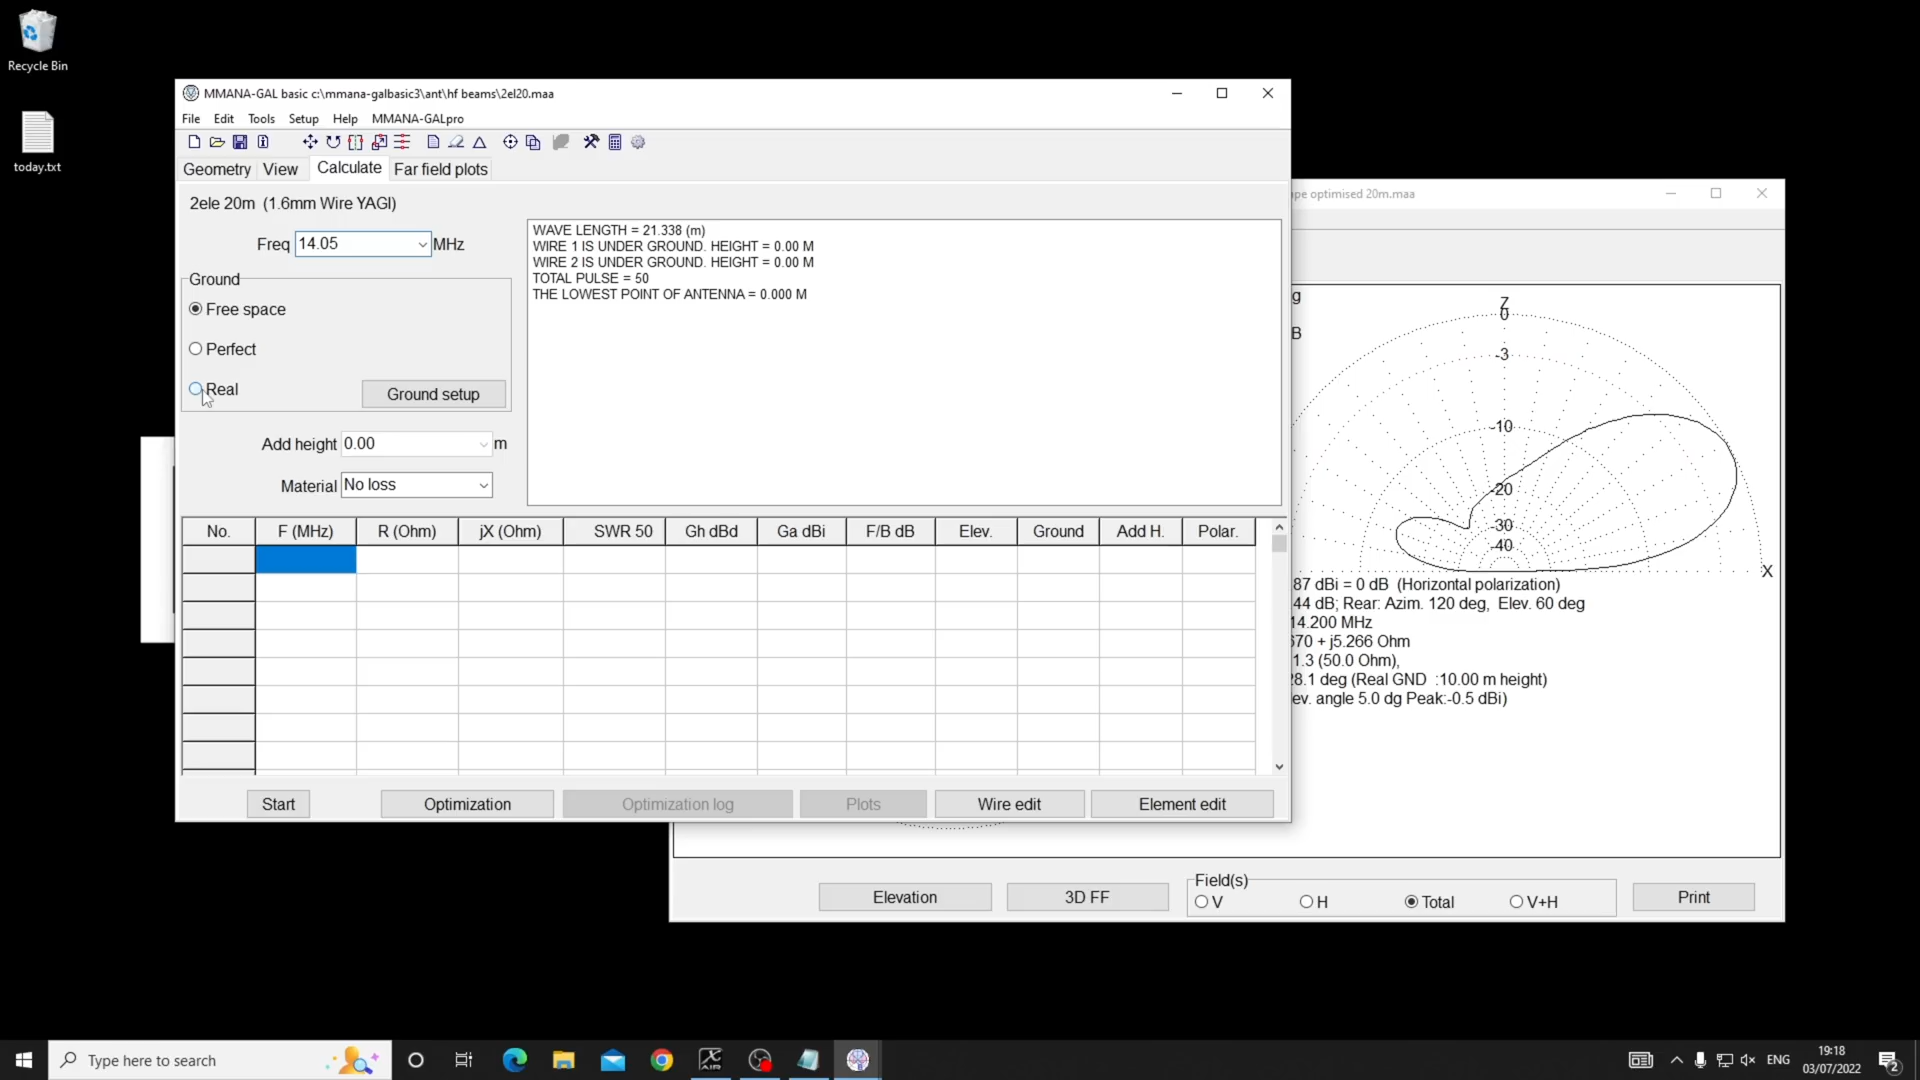 Recycle Bin
today.txt
MMANA-GAL basic c:\mmana-galbasic3\ant\hf beams\2el20.maa
File Edit Tools Setup Help MMANA-GALpro
Geometry View Calculate Far field plots
2ele 20m (1.6mm Wire YAGI)
Freq 14.05 MHz
Ground
Free space
Perfect
Real Ground setup
Add height 0.00 m
Material No loss
WAVE LENGTH = 21.338 (m)
WIRE 1 IS UNDER GROUND. HEIGHT = 0.00 M
WIRE 2 IS UNDER GROUND. HEIGHT = 0.00 M
TOTAL PULSE = 50
THE LOWEST POINT OF ANTENNA = 0.000 M
No. F (MHz) R (Ohm) jX (Ohm) SWR 50 Gh dBd Ga dBi F/B dB Elev. Ground Add H. Polar.
Start Optimization Optimization log Plots Wire edit Element edit
optimised 20m.maa
g
B
Z
0
-3
-10
-20
-30
-40
X
87 dBi = 0 dB (Horizontal polarization)
44 dB; Rear: Azim. 120 deg, Elev. 60 deg
14.200 MHz
70 + j5.266 Ohm
1.3 (50.0 Ohm),
28.1 deg (Real GND :10.00 m height)
ev. angle 5.0 dg Peak:-0.5 dBi)
Elevation 3D FF
Field(s)
V H Total V+H
Print
Type here to search
X AIR
ENG
19:18
03/07/2022
2